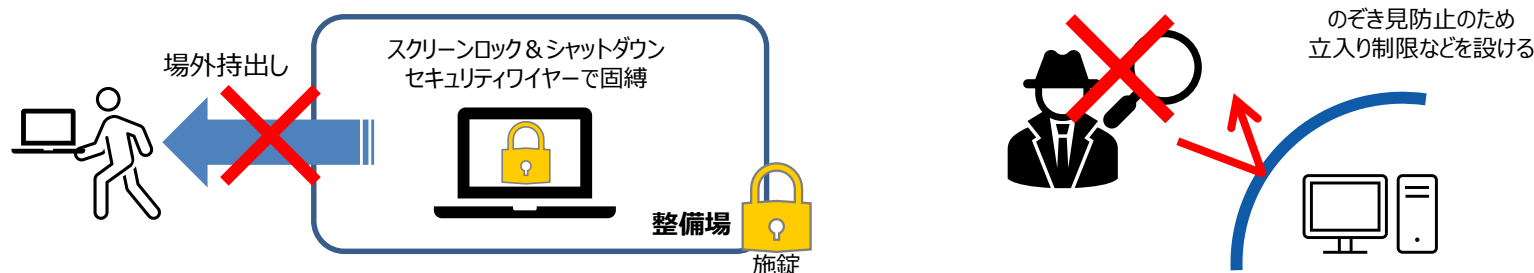 場外持出し
スクリーンロック＆シャットダウン
セキュリティワイヤーで固縛
整備場
施錠
のぞき見防止のため
立入り制限などを設ける